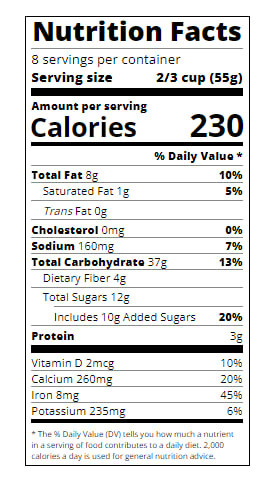 Nutrition Facts
8 servings per container
Serving size 2/3 cup (55g)
Amount per serving
Calories 230
% Daily Value *
Total Fat 8g 10%
Saturated Fat 1g 5%
Trans Fat 0g
Cholesterol 0mg 0%
Sodium 160mg 7%
Total Carbohydrate 37g 13%
Dietary Fiber 4g
Total Sugars 12g
Includes 10g Added Sugars 20%
Protein 3g
Vitamin D 2mcg 10%
Calcium 260mg 20%
Iron 8mg 45%
Potassium 235mg 6%
* The % Daily Value (DV) tells you how much a nutrient
in a serving of food contributes to a daily diet. 2,000
calories a day is used for general nutrition advice.